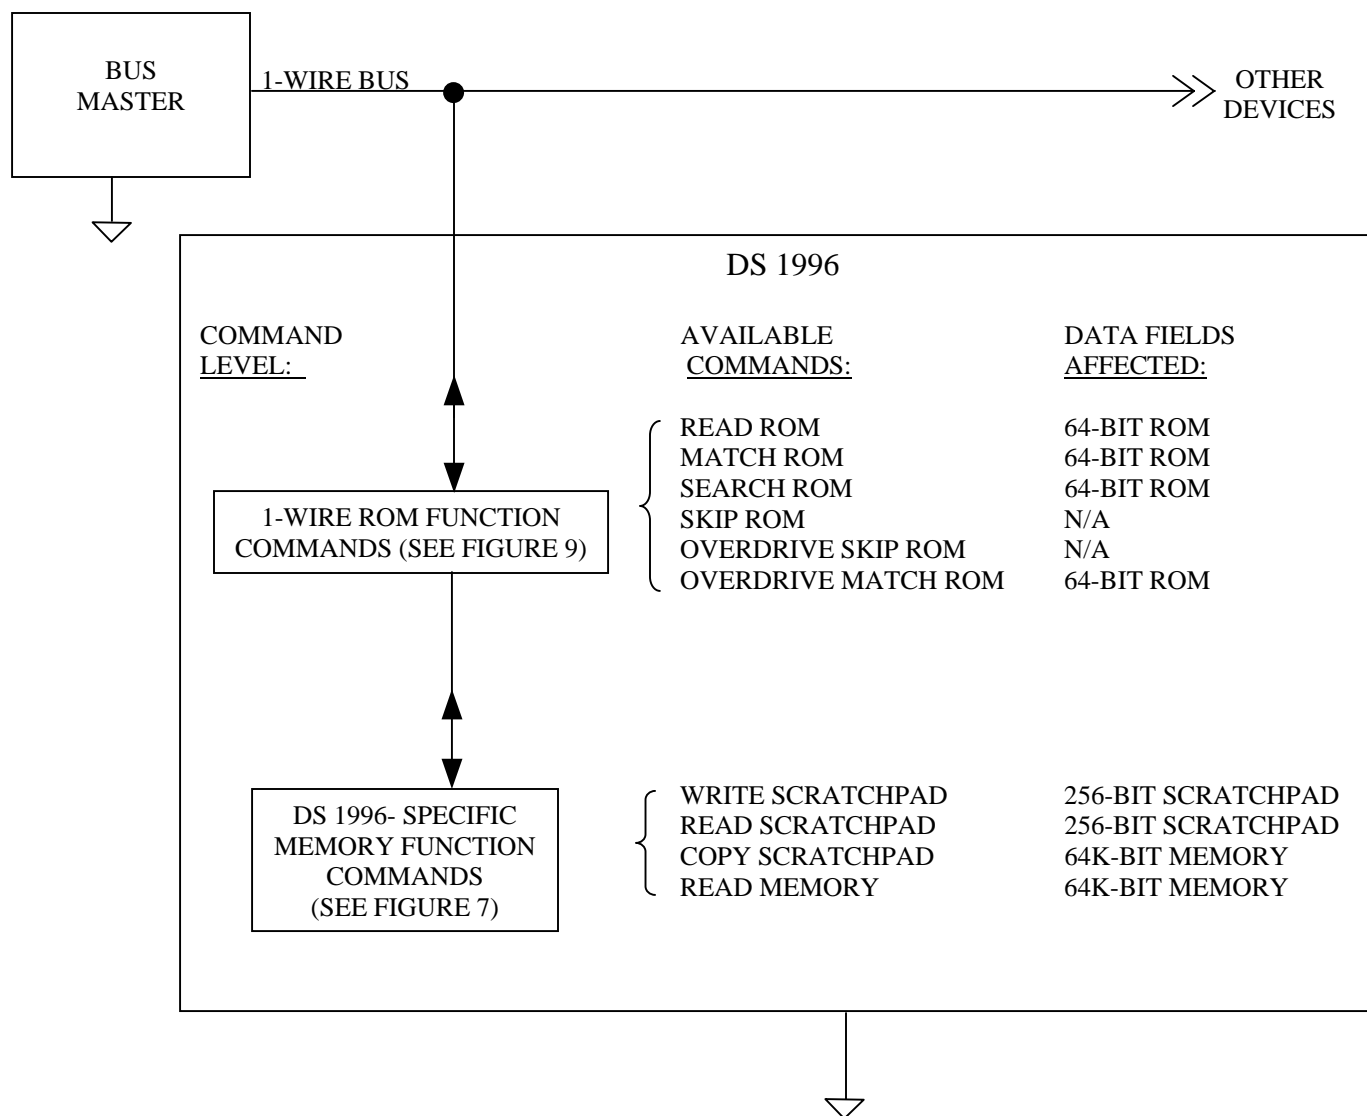 BUS
MASTER
1-WIRE BUS
OTHER
DEVICES
DS 1996
COMMAND
LEVEL:
AVAILABLE
COMMANDS:
DATA FIELDS
AFFECTED:
READ ROM 64-BIT ROM
MATCH ROM 64-BIT ROM
SEARCH ROM 64-BIT ROM
SKIP ROM N/A
OVERDRIVE SKIP ROM N/A
OVERDRIVE MATCH ROM 64-BIT ROM
1-WIRE ROM FUNCTION
COMMANDS (SEE FIGURE 9)
WRITE SCRATCHPAD 256-BIT SCRATCHPAD
READ SCRATCHPAD 256-BIT SCRATCHPAD
COPY SCRATCHPAD 64K-BIT MEMORY
READ MEMORY 64K-BIT MEMORY
DS 1996- SPECIFIC
MEMORY FUNCTION
COMMANDS
(SEE FIGURE 7)